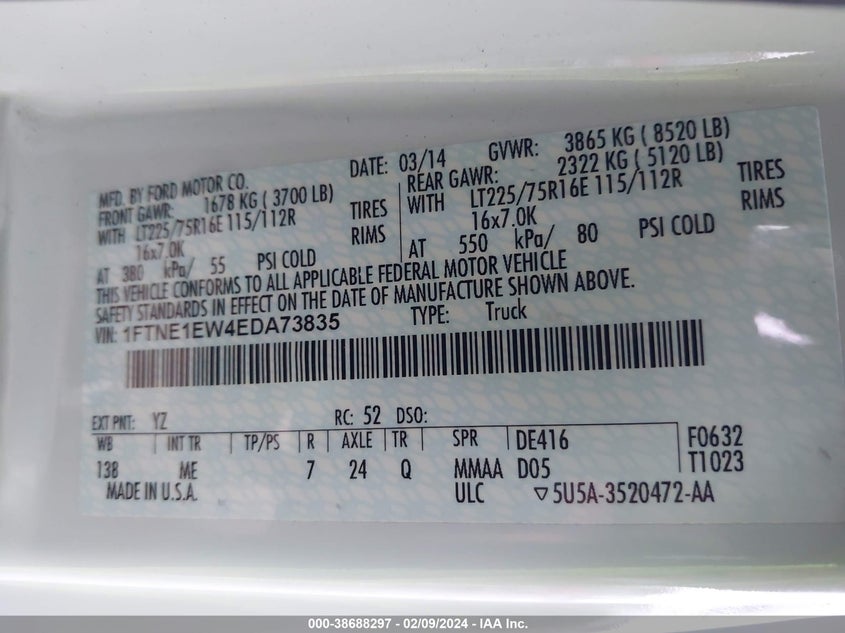 MFD. BY FORD MOTOR CO. DATE: 03/14 GVWR: 3865 KG ( 8520 LB)
FRONT GAWR: 1678 KG ( 3700 LB) REAR GAWR: 2322 KG ( 5120 LB)
WITH LT225/75R16E 115/112R TIRES WITH LT225/75R16E 115/112R TIRES
16x7.0K RIMS 16x7.0K RIMS
AT 380 kPa/ 55 PSI COLD AT 550 kPa/ 80 PSI COLD
THIS VEHICLE CONFORMS TO ALL APPLICABLE FEDERAL MOTOR VEHICLE
SAFETY STANDARDS IN EFFECT ON THE DATE OF MANUFACTURE SHOWN ABOVE.
VIN: 1FTNE1EW4EDA73835 TYPE: Truck
EXT PNT: YZ RC: 52 DSO:
WB INT TR TP/PS R AXLE TR SPR DE416 F0632
138 ME 7 24 Q MMAA D05 T1023
MADE IN U.S.A. ULC ▽5U5A-3520472-AA
000-38688297 - 02/09/2024 - IAA Inc.